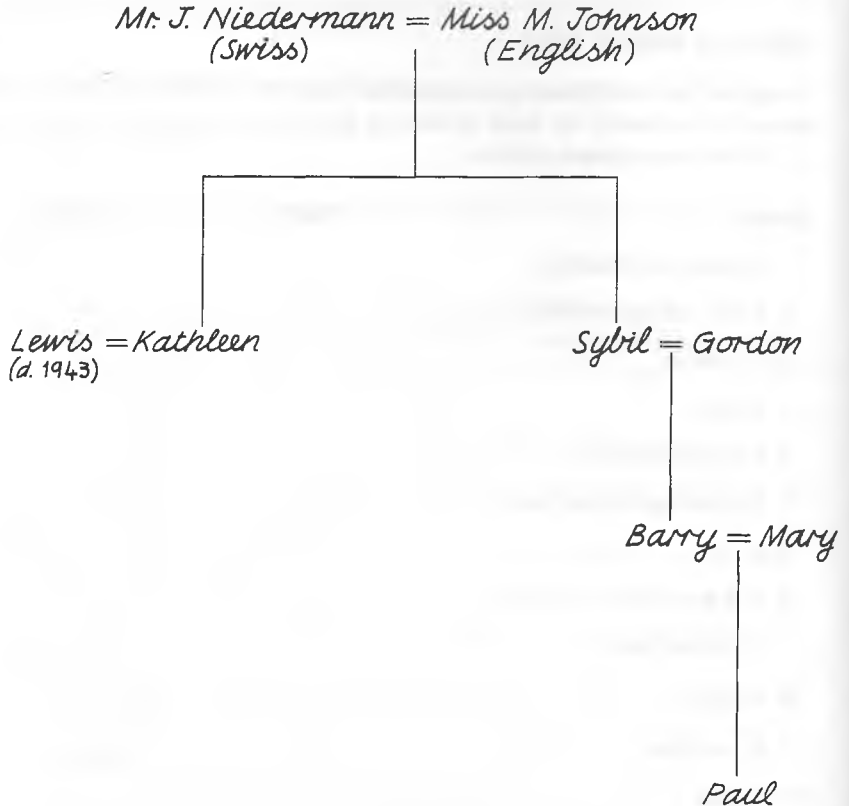 Mr. J. Niedermann = Miss M. Johnson
(Swiss) (English)
Lewis = Kathleen Sybil = Gordon
(d. 1943)
Barry = Mary
Paul